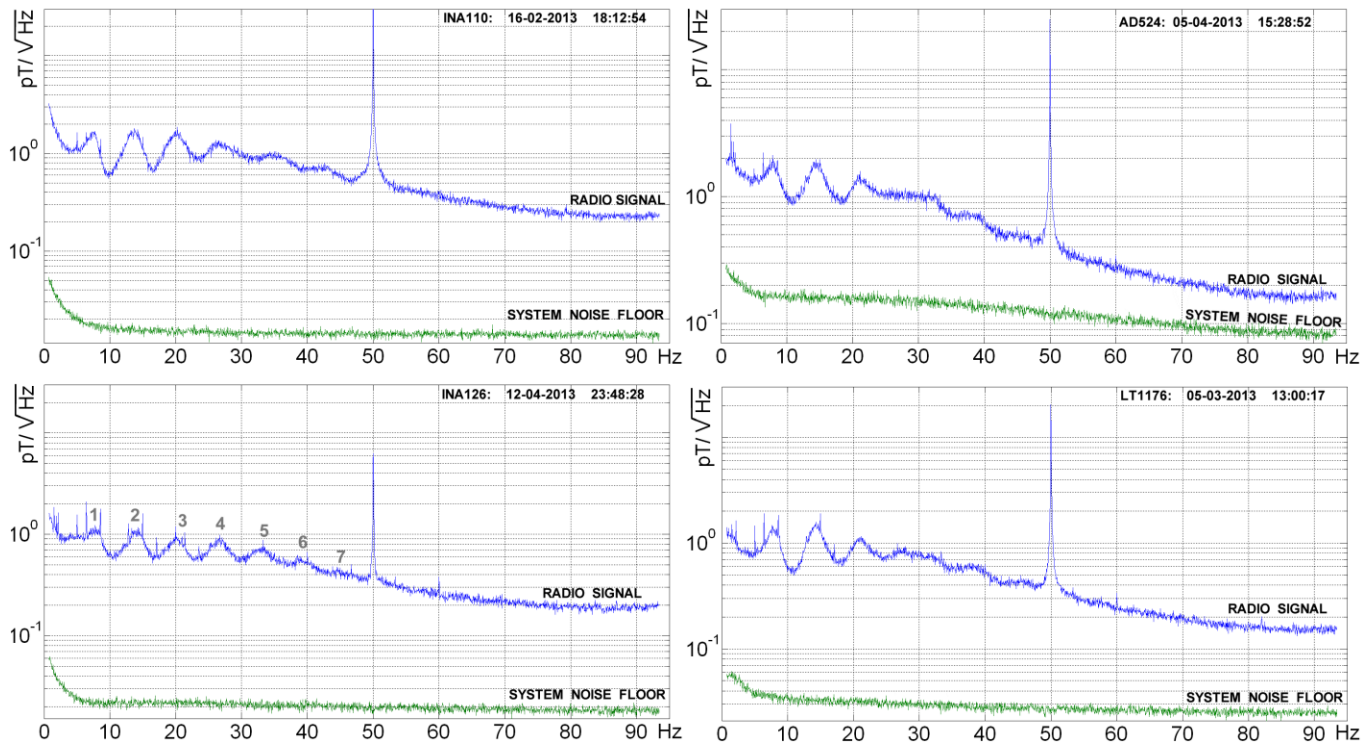 INA110: 16-02-2013 18:12:54
pT/√Hz
10⁰
10⁻¹
RADIO SIGNAL
SYSTEM NOISE FLOOR
0 10 20 30 40 50 60 70 80 90 Hz
AD524: 05-04-2013 15:28:52
pT/√Hz
10⁰
10⁻¹
RADIO SIGNAL
SYSTEM NOISE FLOOR
0 10 20 30 40 50 60 70 80 90 Hz
INA126: 12-04-2013 23:48:28
pT/√Hz
10⁰
10⁻¹
1 2 3 4 5 6 7
RADIO SIGNAL
SYSTEM NOISE FLOOR
0 10 20 30 40 50 60 70 80 90 Hz
LT1176: 05-03-2013 13:00:17
pT/√Hz
10⁰
10⁻¹
RADIO SIGNAL
SYSTEM NOISE FLOOR
0 10 20 30 40 50 60 70 80 90 Hz